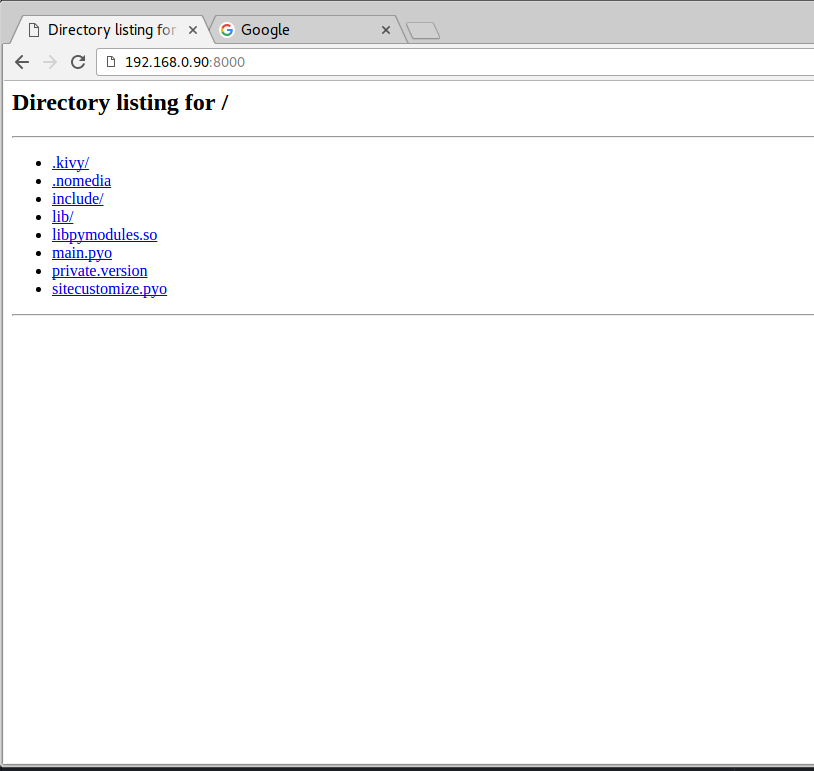 Directory listing for
Google
192.168.0.90:8000
Directory listing for /
.kivy/
.nomedia
include/
lib/
libpymodules.so
main.pyo
private.version
sitecustomize.pyo